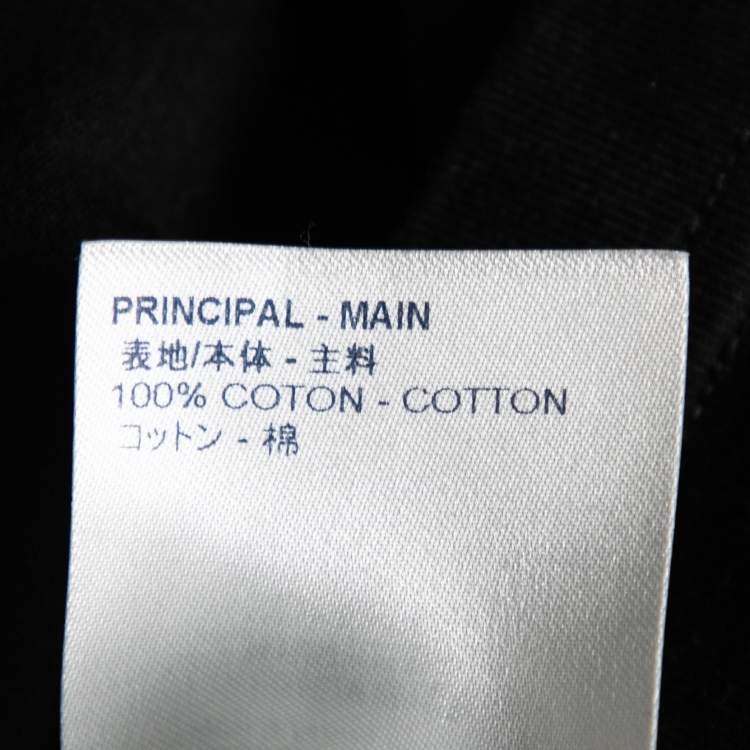 PRINCIPAL - MAIN
表地/本体 - 主料
100% COTON - COTTON
コットン - 棉